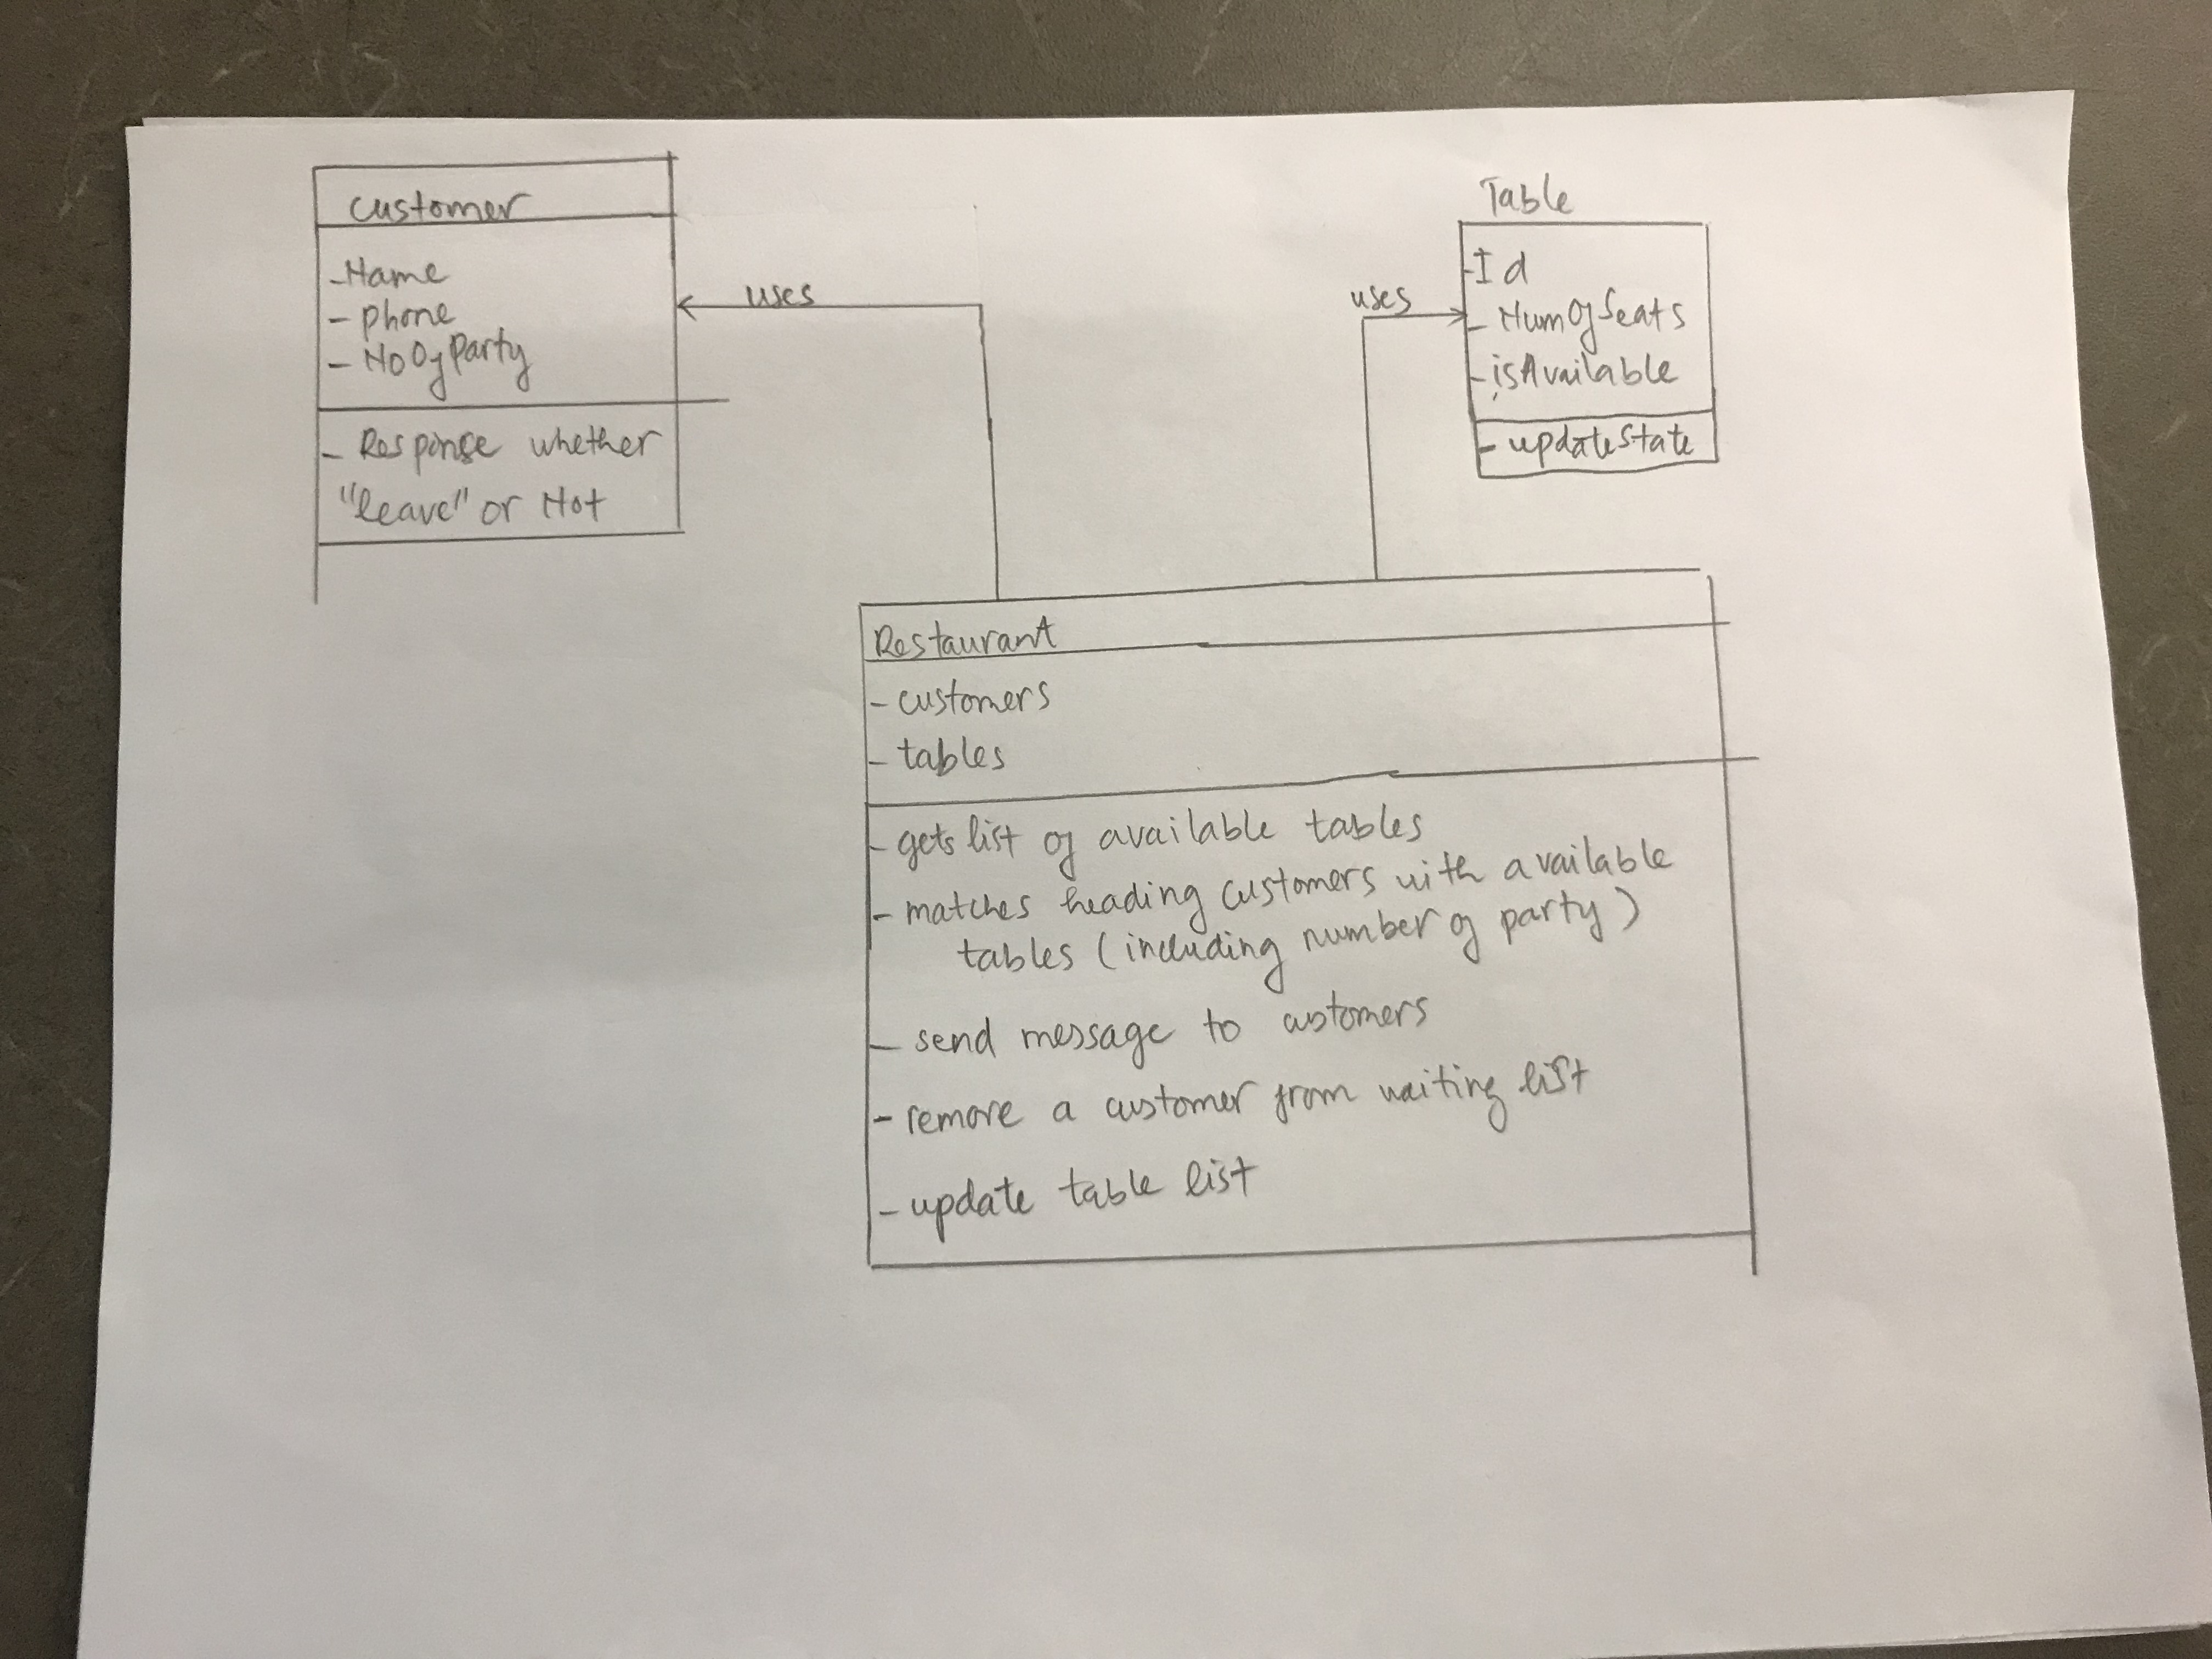 customer
-Name
- phone
- NoOfParty
- Response whether
"leave" or Not
uses
uses
Table
-Id
- NumOfSeats
-isAvailable
- updateState
Restaurant
- customers
- tables
- gets list of available tables
- matches heading customers with available
tables (including number of party)
- send message to customers
- remove a customer from waiting list
- update table list